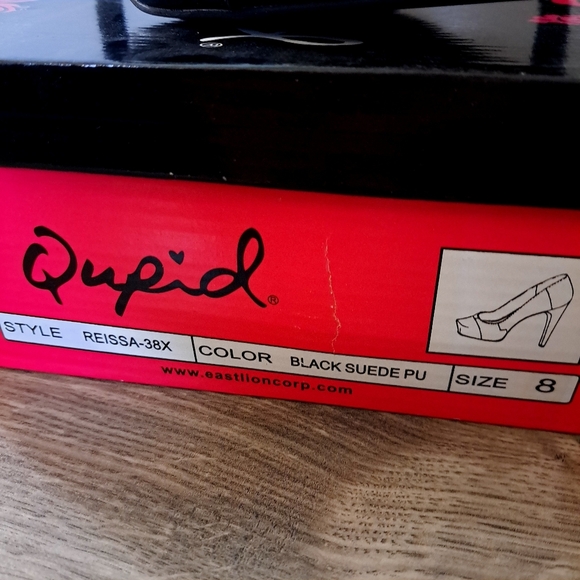 Qupid®
STYLE REISSA-38X COLOR BLACK SUEDE PU SIZE 8
www.eastlioncorp.com